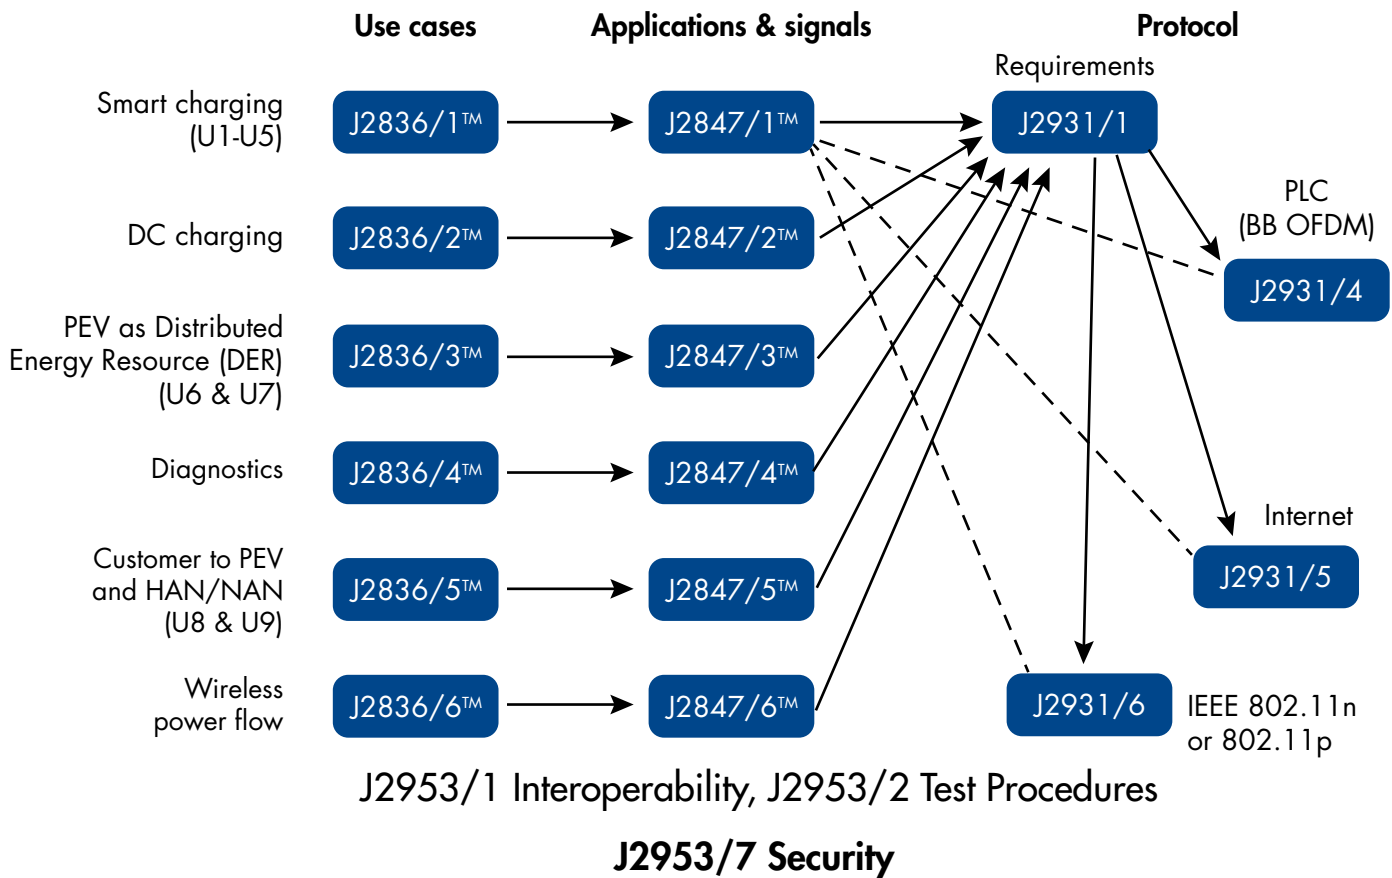 Use cases
Applications & signals
Protocol
Requirements
Smart charging
(U1-U5)
J2836/1™
J2847/1™
J2931/1
PLC
(BB OFDM)
DC charging
J2836/2™
J2847/2™
J2931/4
PEV as Distributed
Energy Resource (DER)
(U6 & U7)
J2836/3™
J2847/3™
Diagnostics
J2836/4™
J2847/4™
Internet
J2931/5
Customer to PEV
and HAN/NAN
(U8 & U9)
J2836/5™
J2847/5™
Wireless
power flow
J2836/6™
J2847/6™
J2931/6
IEEE 802.11n
or 802.11p
J2953/1 Interoperability, J2953/2 Test Procedures
J2953/7 Security